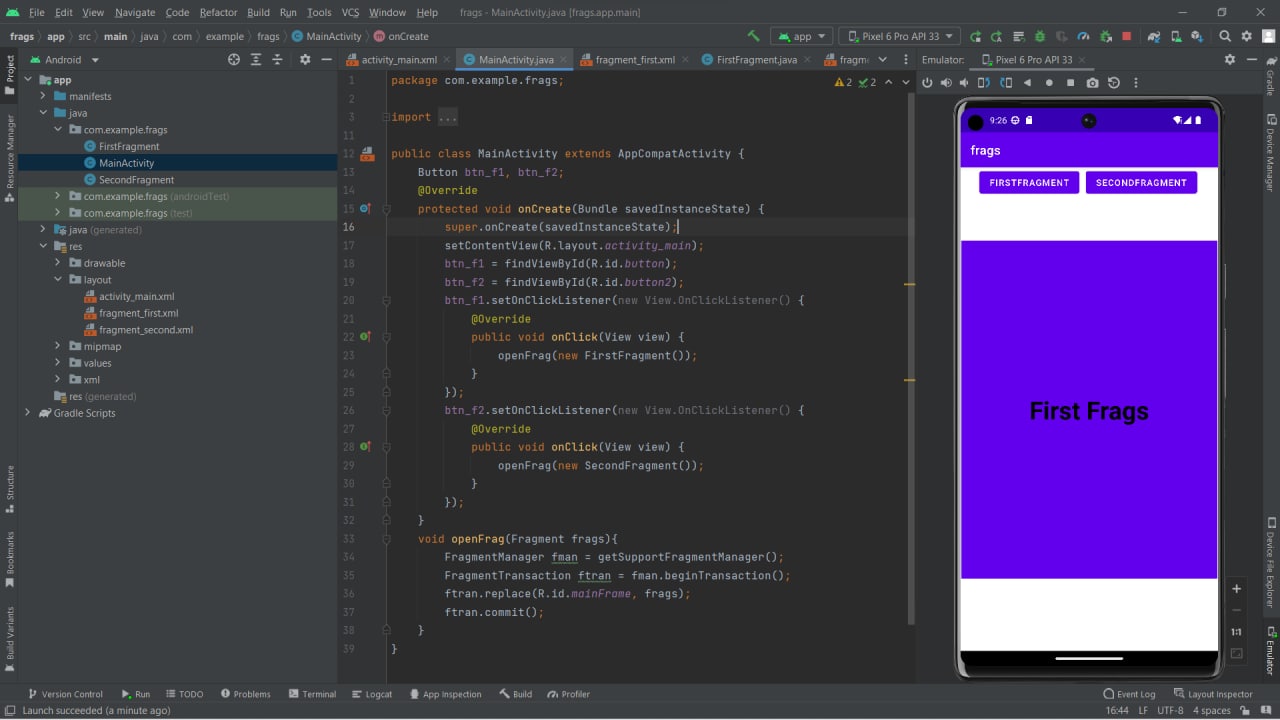 File Edit View Navigate Code Refactor Build Run Tools VCS Window Help frags - MainActivity.java [frags.app.main]
frags app src main java com example frags MainActivity onCreate app Pixel 6 Pro API 33
Project
Resource Manager
Structure
Bookmarks
Build Variants
Android
app
manifests
java
com.example.frags
FirstFragment
MainActivity
SecondFragment
com.example.frags (androidTest)
com.example.frags (test)
java (generated)
res
drawable
layout
activity_main.xml
fragment_first.xml
fragment_second.xml
mipmap
values
xml
res (generated)
Gradle Scripts
activity_main.xml MainActivity.java fragment_first.xml FirstFragment.java fragm
2 2
1 package com.example.frags;
2
3 import ...
11
12 public class MainActivity extends AppCompatActivity {
13 Button btn_f1, btn_f2;
14 @Override
15 protected void onCreate(Bundle savedInstanceState) {
16 super.onCreate(savedInstanceState);
17 setContentView(R.layout.activity_main);
18 btn_f1 = findViewById(R.id.button);
19 btn_f2 = findViewById(R.id.button2);
20 btn_f1.setOnClickListener(new View.OnClickListener() {
21 @Override
22 public void onClick(View view) {
23 openFrag(new FirstFragment());
24 }
25 });
26 btn_f2.setOnClickListener(new View.OnClickListener() {
27 @Override
28 public void onClick(View view) {
29 openFrag(new SecondFragment());
30 }
31 });
32 }
33 void openFrag(Fragment frags){
34 FragmentManager fman = getSupportFragmentManager();
35 FragmentTransaction ftran = fman.beginTransaction();
36 ftran.replace(R.id.mainFrame, frags);
37 ftran.commit();
38 }
39 }
Emulator: Pixel 6 Pro API 33
9:26
frags
FIRSTFRAGMENT SECONDFRAGMENT
First Frags
1:1
Gradle
Device Manager
Device File Explorer
Emulator
Version Control Run TODO Problems Terminal Logcat App Inspection Build Profiler Event Log Layout Inspector
Launch succeeded (a minute ago) 16:44 LF UTF-8 4 spaces